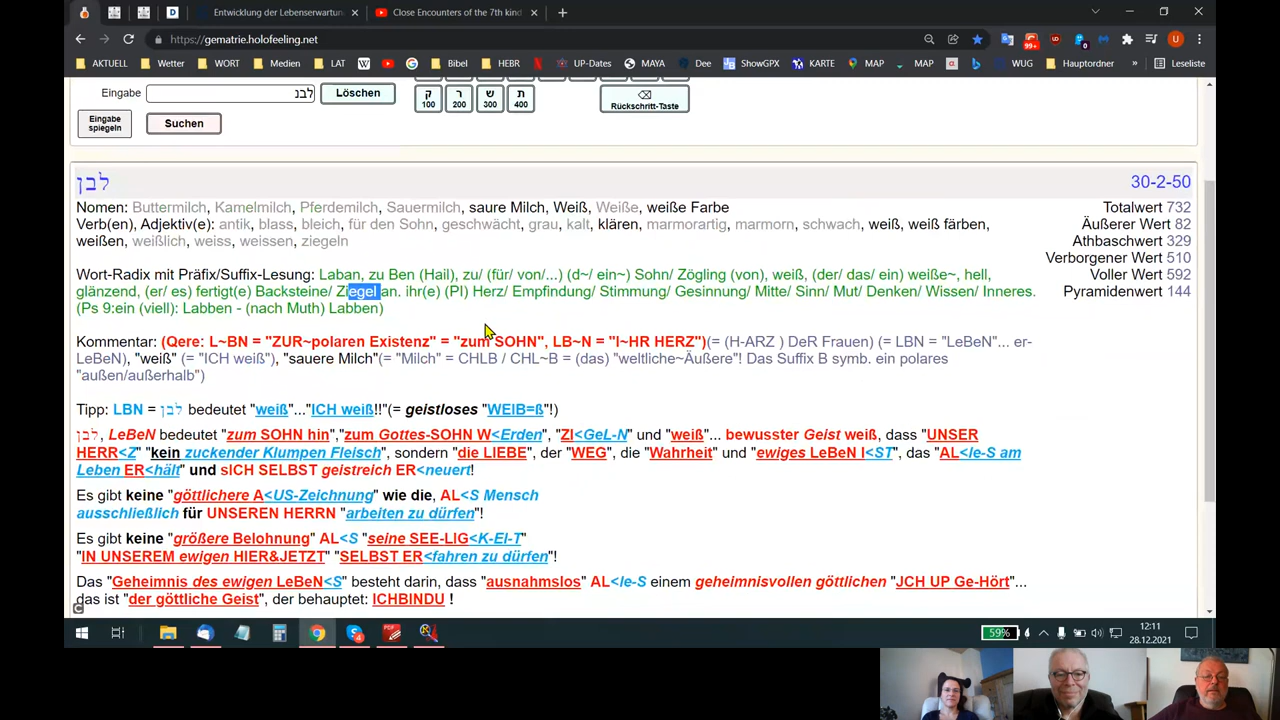 Entwicklung der Lebenserwartun
Close Encounters of the 7th kind
https://gematrie.holofeeling.net
99+
0
U
AKTUELL Wetter WORT Medien LAT Bibel HEBR UP-Dates MAYA Dee ShowGPX KARTE MAP MAP WUG Hauptordner Leseliste
Eingabe לבנ Löschen
ק 100 ר 200 ש 300 ת 400
Rückschritt-Taste
Eingabe spiegeln
Suchen
לבן 30-2-50
Nomen: Buttermilch, Kamelmilch, Pferdemilch, Sauermilch, saure Milch, Weiß, Weiße, weiße Farbe
Totalwert 732
Verb(en), Adjektiv(e): antik, blass, bleich, für den Sohn, geschwächt, grau, kalt, klären, marmorartig, marmorn, schwach, weiß, weiß färben,
Äußerer Wert 82
weißen, weißlich, weiss, weissen, ziegeln
Athbaschwert 329
Verborgener Wert 510
Wort-Radix mit Präfix/Suffix-Lesung: Laban, zu Ben (Hail), zu/ (für/ von/...) (d~/ ein~) Sohn/ Zögling (von), weiß, (der/ das/ ein) weiße~, hell,
Voller Wert 592
glänzend, (er/ es) fertigt(e) Backsteine/ Ziegel an. ihr(e) (PI) Herz/ Empfindung/ Stimmung/ Gesinnung/ Mitte/ Sinn/ Mut/ Denken/ Wissen/ Inneres.
Pyramidenwert 144
(Ps 9:ein (viell): Labben - (nach Muth) Labben)
Kommentar: (Qere: L~BN = "ZUR~polaren Existenz" = "zum SOHN", LB~N = "I~HR HERZ")(= (H-ARZ ) DeR Frauen) (= LBN = "LeBeN"... er-
LeBeN), "weiß" (= "ICH weiß"), "sauere Milch"(= "Milch" = CHLB / CHL~B = (das) "weltliche~Äußere"! Das Suffix B symb. ein polares
"außen/außerhalb")
Tipp: LBN = לבן bedeutet "weiß"..."ICH weiß!!"(= geistloses "WEIB=ß"!)
לבן, LeBeN bedeutet "zum SOHN hin","zum Gottes-SOHN W<Erden", "ZI<GeL-N" und "weiß"... bewusster Geist weiß, dass "UNSER
HERR<Z" "kein zuckender Klumpen Fleisch", sondern "die LIEBE", der "WEG, die "Wahrheit" und "ewiges LeBeN I<ST", das "AL<le-S am
Leben ER<hält" und sICH SELBST geistreich ER<neuert!
Es gibt keine "göttlichere A<US-Zeichnung" wie die, AL<S Mensch
ausschließlich für UNSEREN HERRN "arbeiten zu dürfen"!
Es gibt keine "größere Belohnung" AL<S "seine SEE-LIG<K-EI-T"
"IN UNSEREM ewigen HIER&JETZT" "SELBST ER<fahren zu dürfen"!
Das "Geheimnis des ewigen LeBeN<S" besteht darin, dass "ausnahmslos" AL<le-S einem geheimnisvollen göttlichen "JCH UP Ge-Hört"...
das ist "der göttliche Geist", der behauptet: ICHBINDU !
59%
12:11
28.12.2021